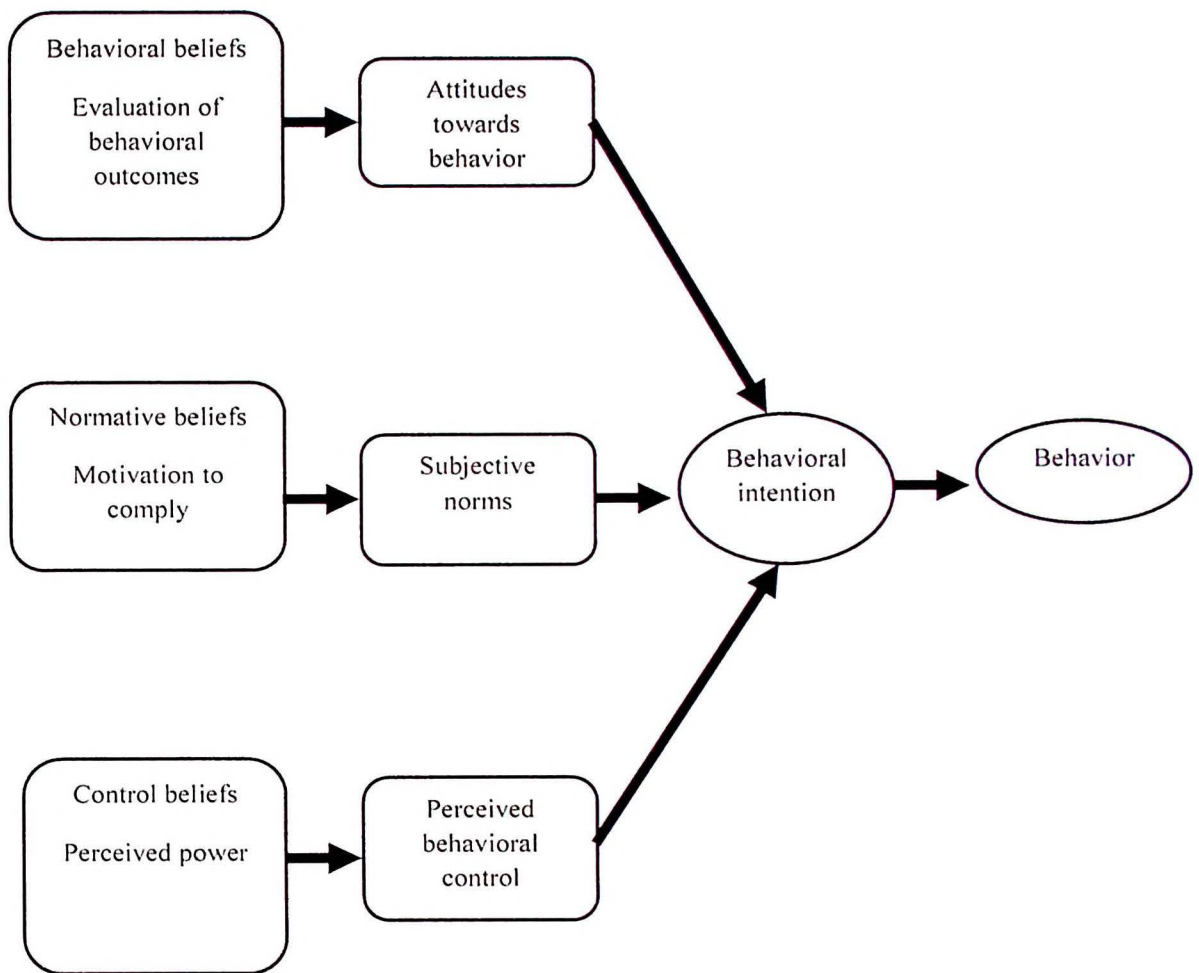 Behavioral beliefs
Evaluation of
behavioral
outcomes
Attitudes
towards
behavior
Normative beliefs
Motivation to
comply
Subjective
norms
Behavioral
intention
Behavior
Control beliefs
Perceived power
Perceived
behavioral
control